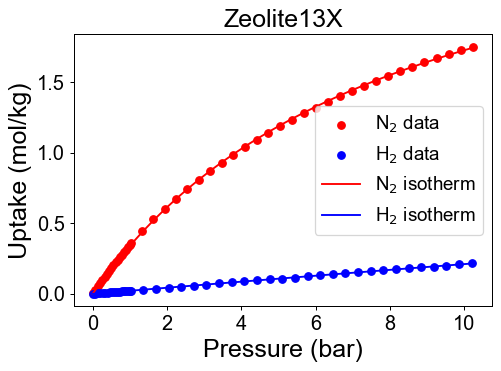 Zeolite13X
Uptake (mol/kg)
1.5
1.0
0.5
0.0
N₂ data
H₂ data
N₂ isotherm
H₂ isotherm
0 2 4 6 8 10
Pressure (bar)